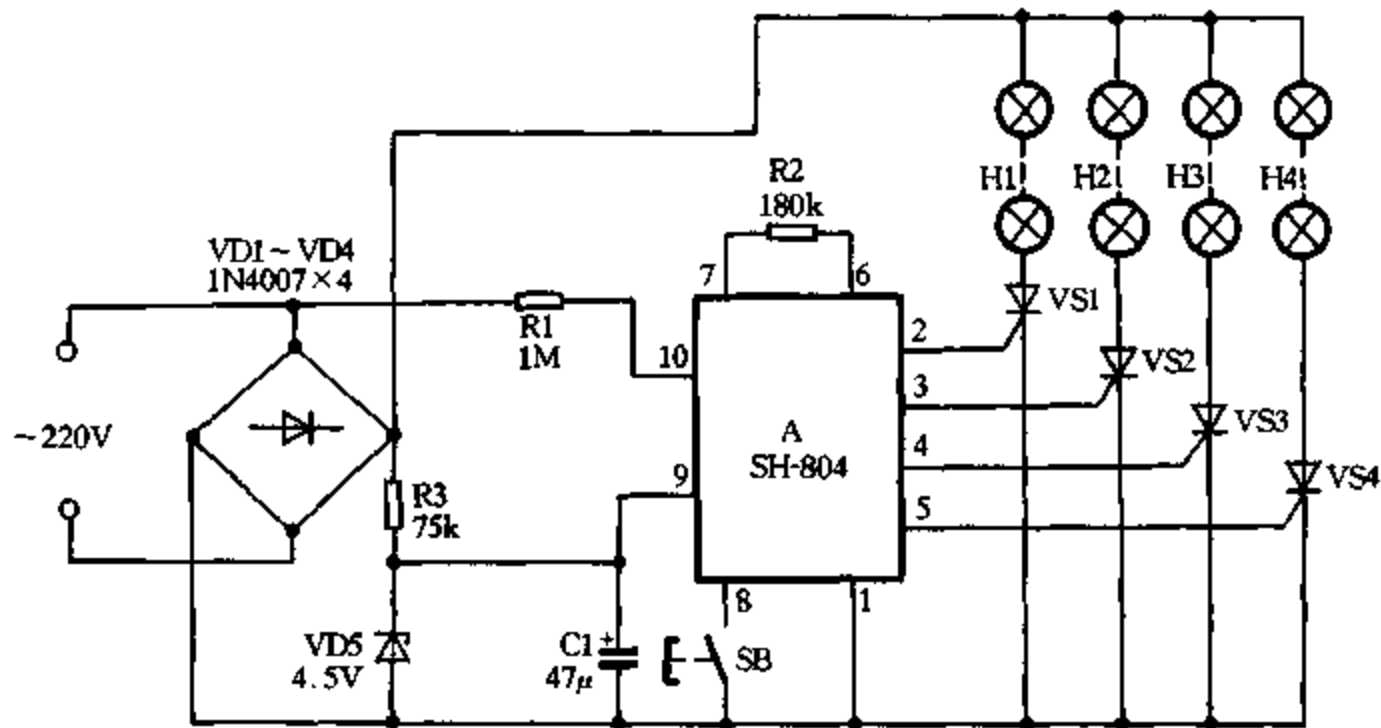 R2
180k
H1
H2
H3
H4
VD1~VD4
1N4007×4
7
6
R1
1M
10
2
VS1
3
VS2
~220V
A
SH-804
4
VS3
9
R3
75k
5
VS4
8
1
VD5
4.5V
C1
+
47μ
SB